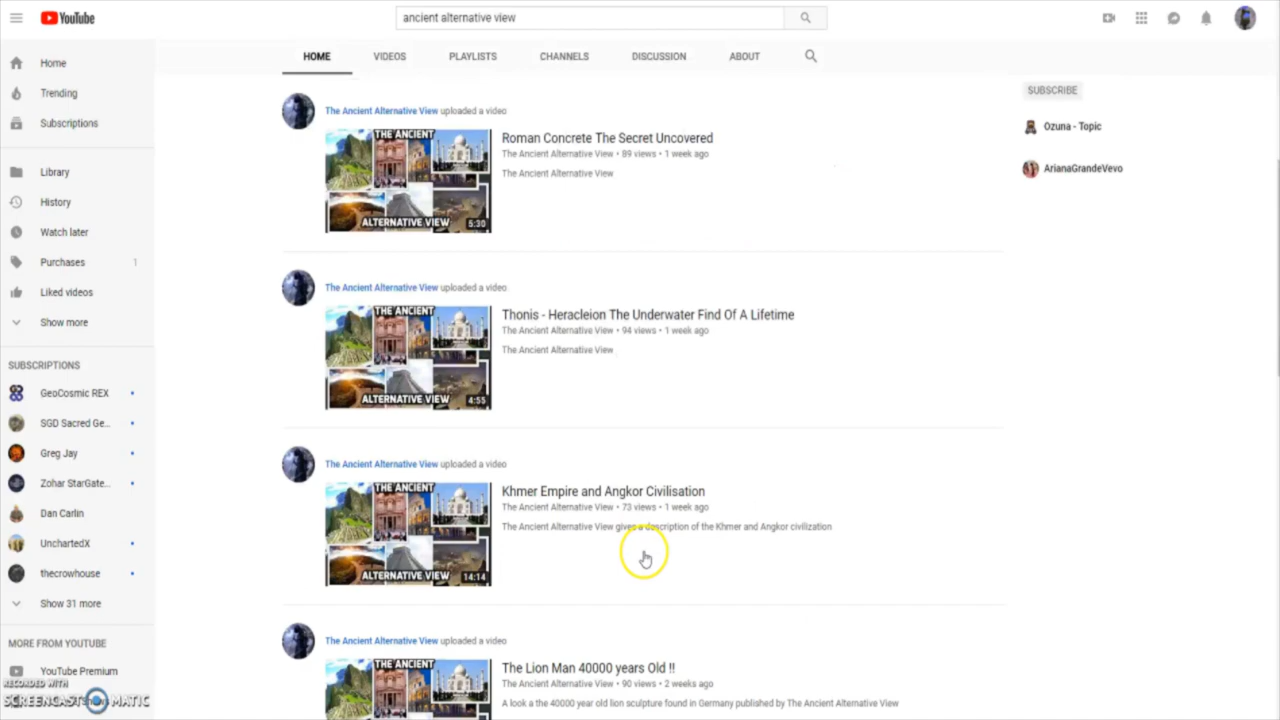 YouTube
ancient alternative view
HOME VIDEOS PLAYLISTS CHANNELS DISCUSSION ABOUT
Home
Trending
Subscriptions
Library
History
Watch later
Purchases 1
Liked videos
Show more
SUBSCRIPTIONS
GeoCosmic REX
SGD Sacred Ge...
Greg Jay
Zohar StarGate...
Dan Carlin
UnchartedX
thecrowhouse
Show 31 more
MORE FROM YOUTUBE
YouTube Premium
RECORDED WITH
SCREENCAST-O-MATIC
The Ancient Alternative View uploaded a video
THE ANCIENT
ALTERNATIVE VIEW
5:30
Roman Concrete The Secret Uncovered
The Ancient Alternative View • 89 views • 1 week ago
The Ancient Alternative View
The Ancient Alternative View uploaded a video
THE ANCIENT
ALTERNATIVE VIEW
4:55
Thonis - Heracleion The Underwater Find Of A Lifetime
The Ancient Alternative View • 94 views • 1 week ago
The Ancient Alternative View
The Ancient Alternative View uploaded a video
THE ANCIENT
ALTERNATIVE VIEW
14:14
Khmer Empire and Angkor Civilisation
The Ancient Alternative View • 73 views • 1 week ago
The Ancient Alternative View gives a description of the Khmer and Angkor civilization
The Ancient Alternative View uploaded a video
THE ANCIENT
The Lion Man 40000 years Old !!
The Ancient Alternative View • 90 views • 2 weeks ago
A look a the 40000 year old lion sculpture found in Germany published by The Ancient Alternative View
SUBSCRIBE
Ozuna - Topic
ArianaGrandeVevo